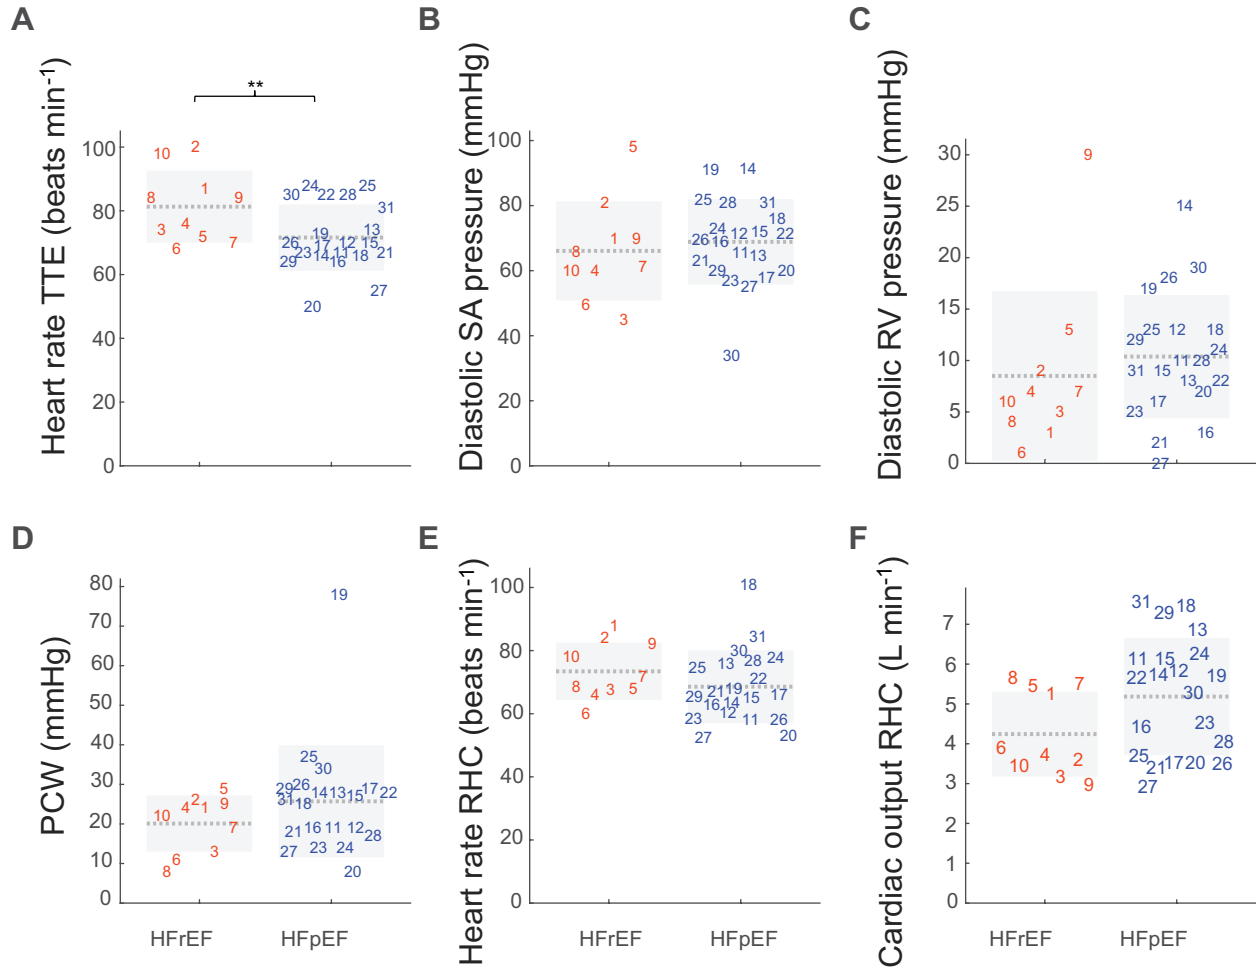 A
Heart rate TTE (beats min⁻¹)
**
100
80
60
40
20
0
10 2
8 1 9
3 4 5 7
6
24 25
30 22 28
31
19 13
26 17 12 15
23 14 11 18 21
29 16
27
20
B
Diastolic SA pressure (mmHg)
100
80
60
40
20
0
5
2
1 9
8
10 4 7
6
3
19 14
25 28 31
18
23 12 15 22
26 16
11 13
21
29 20
27 25 17
30
C
Diastolic RV pressure (mmHg)
30
25
20
15
10
5
0
9
5
2
4 7
10
3
8
1
6
14
19
26
17
25 12 18
29
24
11 28
31 15
13 22
20
17
23
16
21
27
D
PCW (mmHg)
80
70
60
50
40
30
20
10
0
5
2
4 1 9
10
7
3
6
8
19
25
30
29 26 17
14 13 15 22
31 18
21 16 11 12
28
27 23 24
20
HFrEF
HFpEF
E
Heart rate RHC (beats min⁻¹)
100
80
60
40
20
0
1
2
9
10
7
8 3 5
4
6
18
31
30
25 13 28 24
22
29 21 19 17
16 14 15
12
23 11 26
27 20
HFrEF
HFpEF
F
Cardiac output RHC (L min⁻¹)
7
6
5
4
3
2
1
0
8 5 7
1
6
4 3
10
3
9
31 29 18
13
11 15 24
22 14 12 19
30
16 23
28
25 17 20 26
21
27
HFrEF
HFpEF